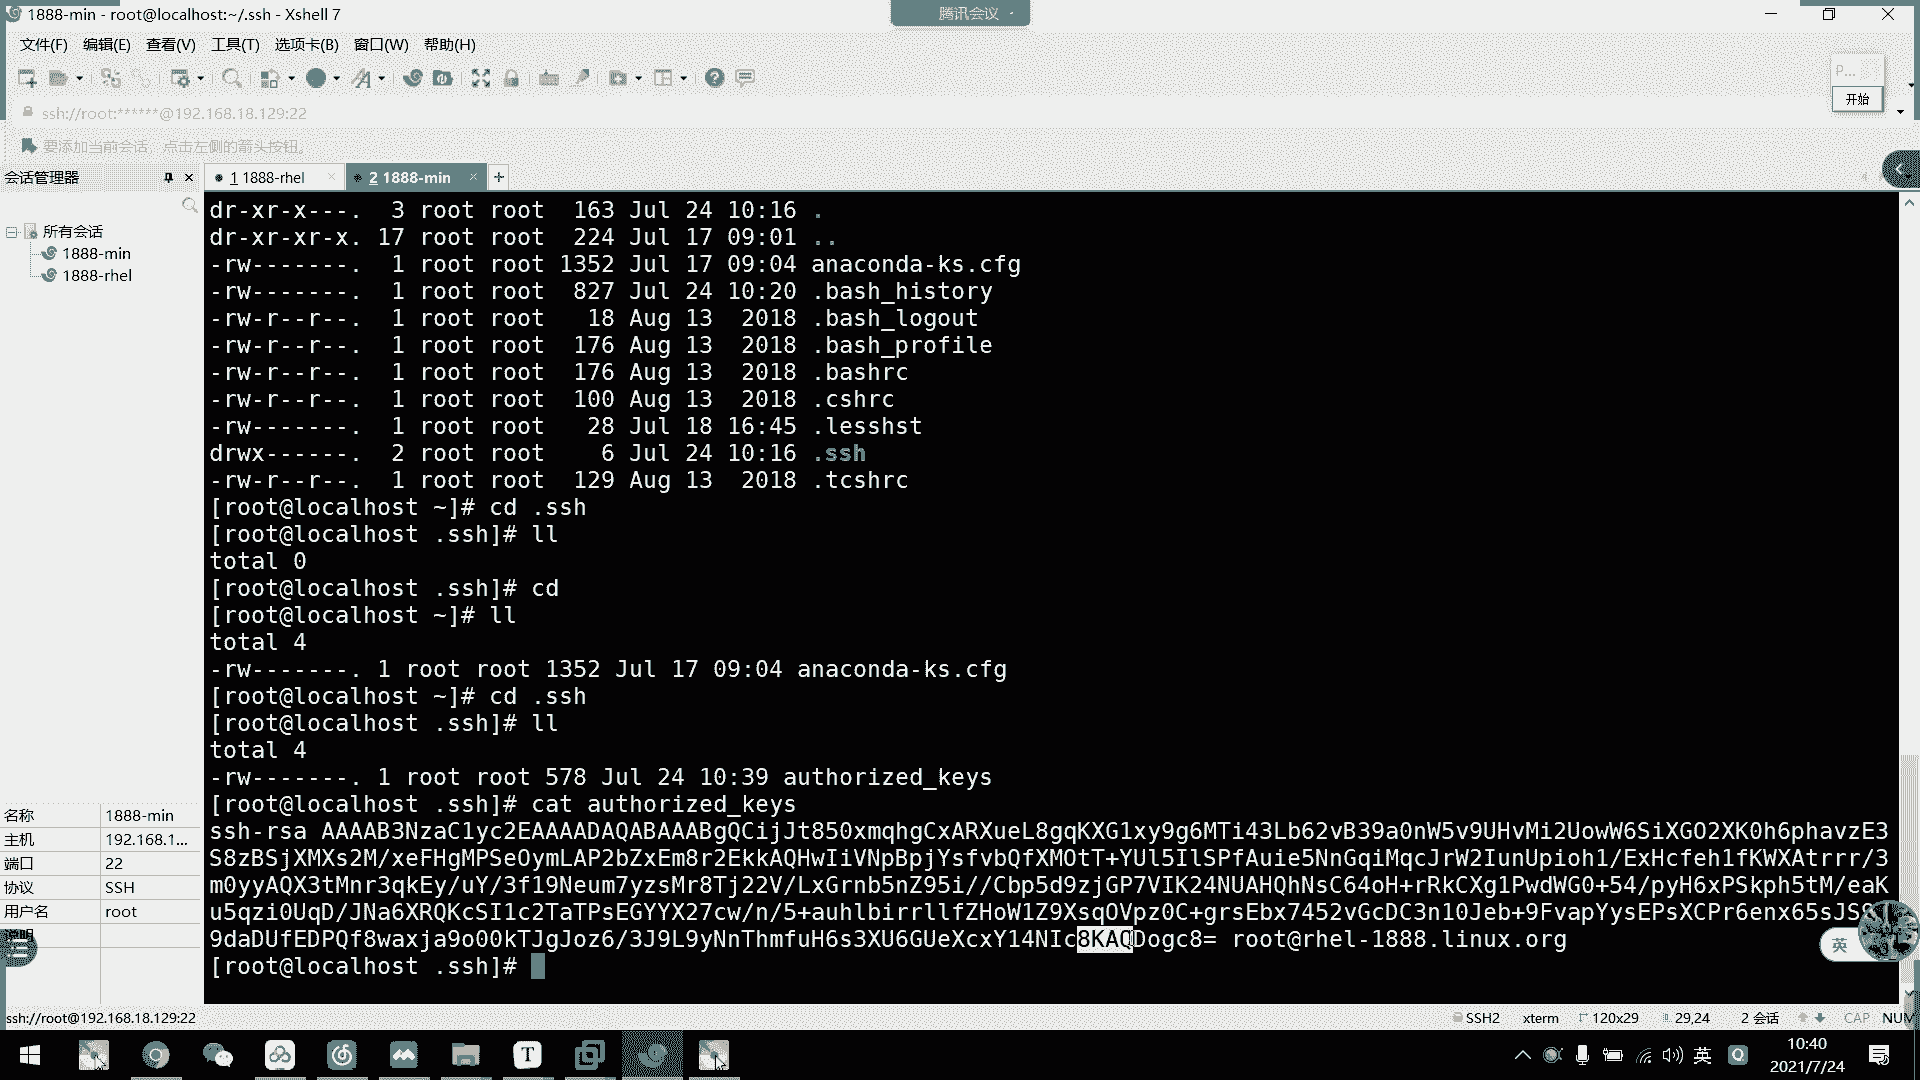 1888-min - root@localhost:~/.ssh - Xshell 7
腾讯会议
文件(F) 编辑(E) 查看(V) 工具(T) 选项卡(B) 窗口(W) 帮助(H)
P...
开始
ssh://root:******@192.168.18.129:22
要添加当前会话，点击左侧的箭头按钮。
会话管理器
1 1888-rhel
2 1888-min
所有会话
1888-min
1888-rhel
dr-xr-x---. 3 root root 163 Jul 24 10:16 .
dr-xr-xr-x. 17 root root 224 Jul 17 09:01 ..
-rw-------. 1 root root 1352 Jul 17 09:04 anaconda-ks.cfg
-rw-------. 1 root root 827 Jul 24 10:20 .bash_history
-rw-r--r--. 1 root root 18 Aug 13 2018 .bash_logout
-rw-r--r--. 1 root root 176 Aug 13 2018 .bash_profile
-rw-r--r--. 1 root root 176 Aug 13 2018 .bashrc
-rw-r--r--. 1 root root 100 Aug 13 2018 .cshrc
-rw-------. 1 root root 28 Jul 18 16:45 .lesshst
drwx------. 2 root root 6 Jul 24 10:16 .ssh
-rw-r--r--. 1 root root 129 Aug 13 2018 .tcshrc
[root@localhost ~]# cd .ssh
[root@localhost .ssh]# ll
total 0
[root@localhost .ssh]# cd
[root@localhost ~]# ll
total 4
-rw-------. 1 root root 1352 Jul 17 09:04 anaconda-ks.cfg
[root@localhost ~]# cd .ssh
[root@localhost .ssh]# ll
total 4
-rw-------. 1 root root 578 Jul 24 10:39 authorized_keys
[root@localhost .ssh]# cat authorized_keys
ssh-rsa AAAAB3NzaC1yc2EAAAADAQABAAABgQCijJt850xmqhgCxARXueL8gqKXG1xy9g6MTi43Lb62vB39a0nW5v9UHvMi2UowW6SiXGO2XK0h6phavzE3
S8zBSjXMXs2M/xeFHgMPSeOymLAP2bZxEm8r2EkkAQHwIiVNpBpjYsfvbQfXMOtT+YUl5IlSPfAuie5NnGqiMqcJrW2IunUpioh1/ExHcfeh1fKWXAtrrr/3
m0yyAQX3tMnr3qkEy/uY/3f19Neum7yzsMr8Tj22V/LxGrnb5nZ95i//Cbp5d9zjGP7VIK24NUAHQhNsC64oH+rRkCXg1PwdWG0+54/pyH6xPSkph5tM/eaK
u5qzi0UqD/JNa6XRQKcSI1c2TaTPsEGYYX27cw/n/5+auhlbirrllfZHoW1Z9XsqOVpz0C+grsEbx7452vGcDC3n10Jeb+9FvapYysEPsXCPr6enx65sJS8
9daDUfEDPQf8waxja9o00kTJgJoz6/3J9L9yNnThmfuH6s3XU6GUeXcxY14NIc8KAQDogc8= root@rhel-1888.linux.org
[root@localhost .ssh]#
名称 1888-min
主机 192.168.1...
端口 22
协议 SSH
用户名 root
说明
英
ssh://root@192.168.18.129:22
SSH2 xterm 120x29 29,24 2 会话 CAP NUM
英
10:40
2021/7/24